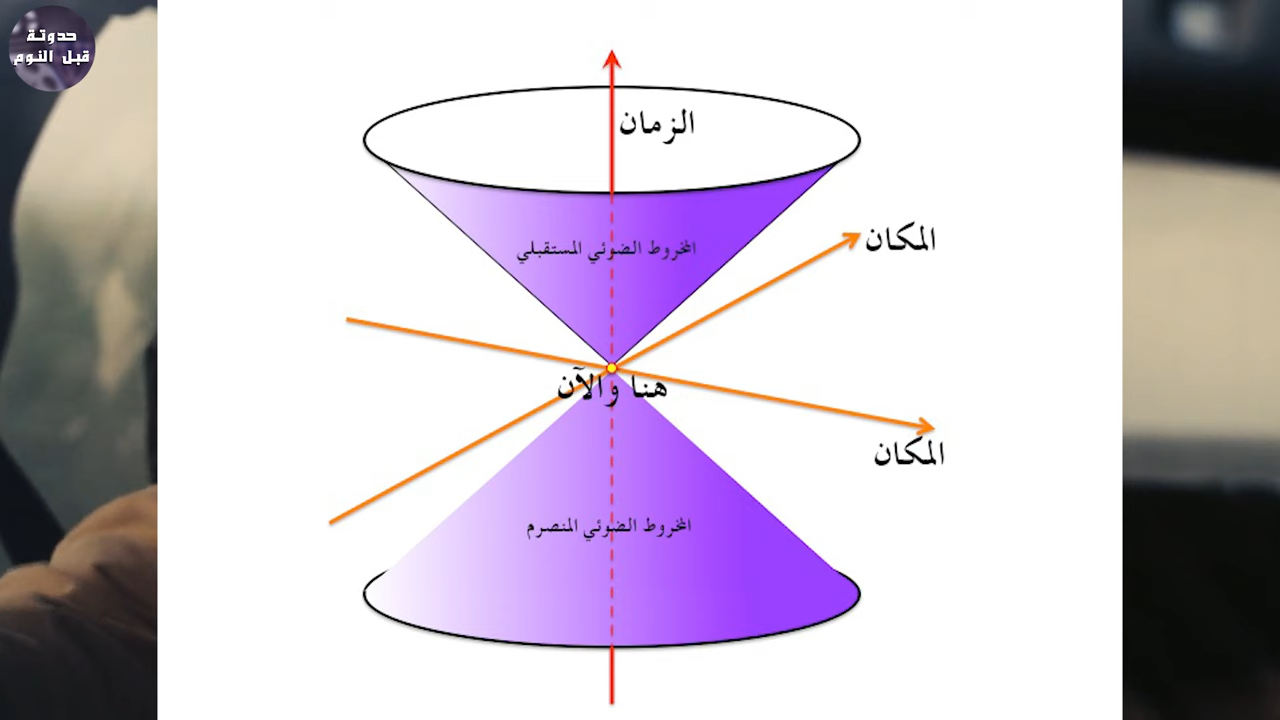 حدوتة
قبل النوم
الزمان
المكان
المخروط الضوئي المستقبلي
هنا والآن
المكان
المخروط الضوئي المنصرم